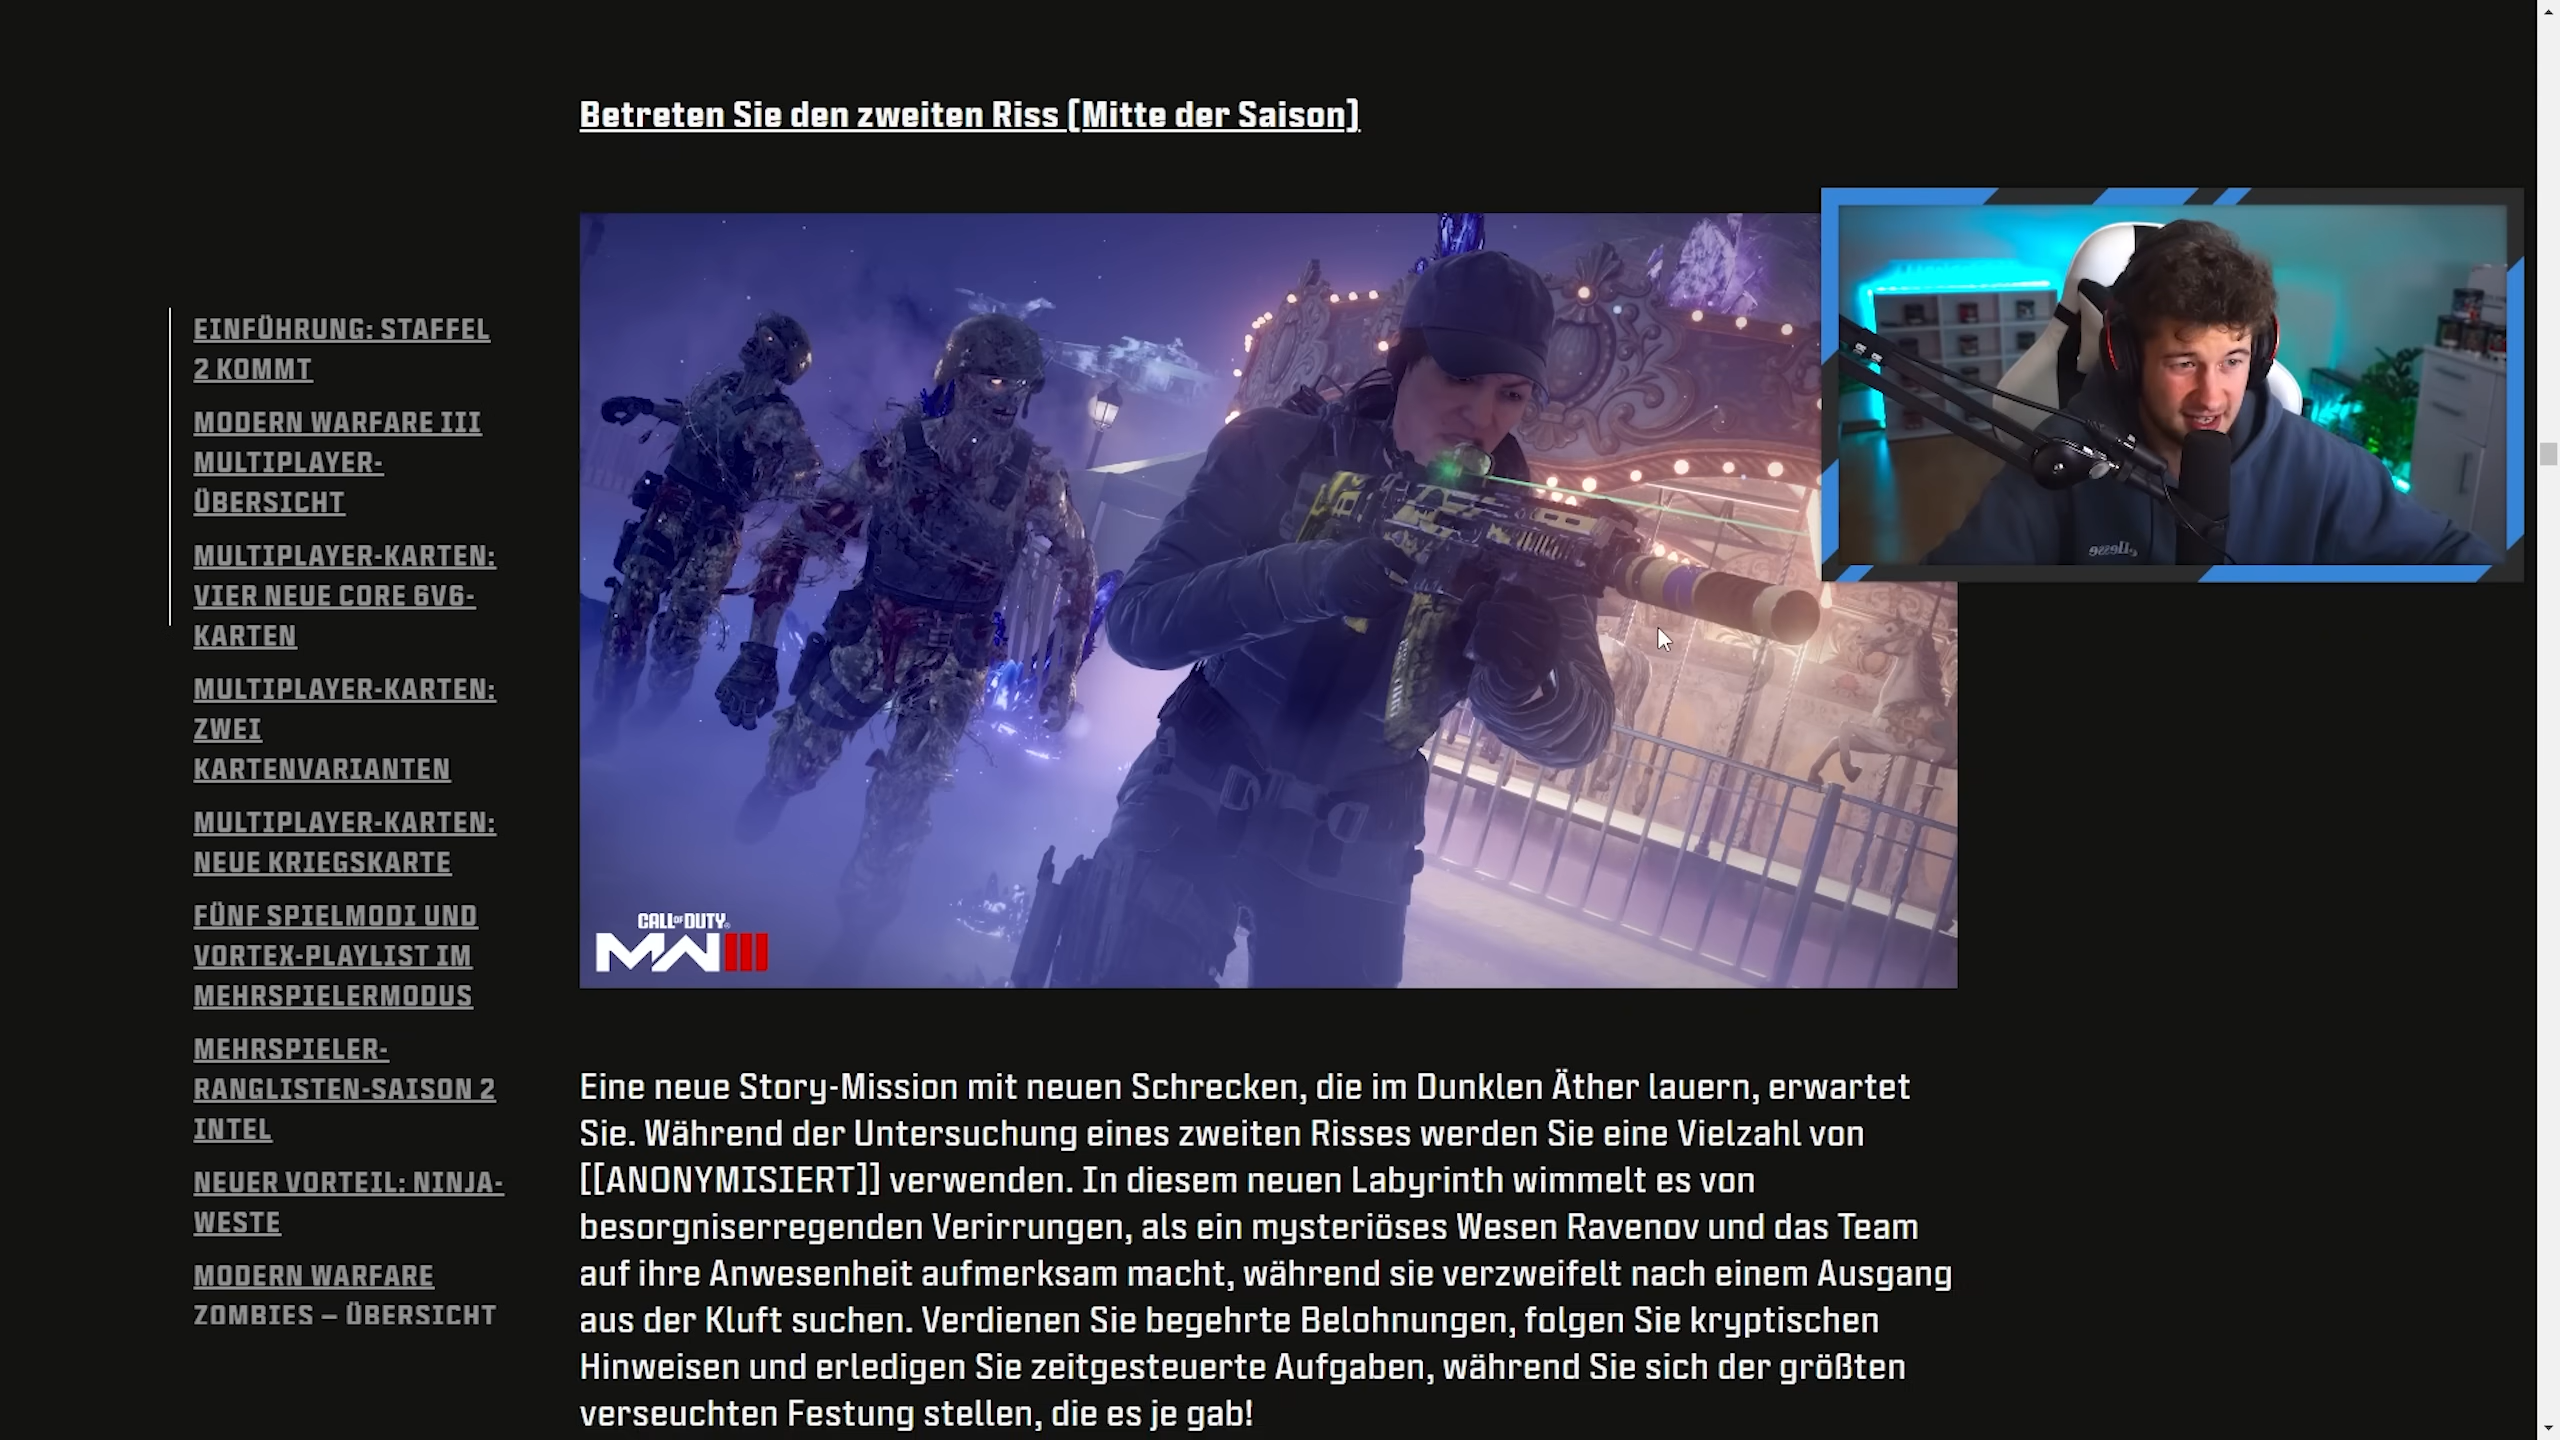 Betreten Sie den zweiten Riss [Mitte der Saison]
EINFÜHRUNG: STAFFEL
2 KOMMT
MODERN WARFARE III
MULTIPLAYER-
ÜBERSICHT
MULTIPLAYER-KARTEN:
VIER NEUE CORE 6V6-
KARTEN
MULTIPLAYER-KARTEN:
ZWEI
KARTENVARIANTEN
MULTIPLAYER-KARTEN:
NEUE KRIEGSKARTE
FÜNF SPIELMODI UND
VORTEX-PLAYLIST IM
MEHRSPIELERMODUS
MEHRSPIELER-
RANGLISTEN-SAISON 2
INTEL
NEUER VORTEIL: NINJA-
WESTE
MODERN WARFARE
ZOMBIES – ÜBERSICHT
ellesse
CALL OF DUTY®
MWIII
Eine neue Story-Mission mit neuen Schrecken, die im Dunklen Äther lauern, erwartet
Sie. Während der Untersuchung eines zweiten Risses werden Sie eine Vielzahl von
[[ANONYMISIERT]] verwenden. In diesem neuen Labyrinth wimmelt es von
besorgniserregenden Verirrungen, als ein mysteriöses Wesen Ravenov und das Team
auf ihre Anwesenheit aufmerksam macht, während sie verzweifelt nach einem Ausgang
aus der Kluft suchen. Verdienen Sie begehrte Belohnungen, folgen Sie kryptischen
Hinweisen und erledigen Sie zeitgesteuerte Aufgaben, während Sie sich der größten
verseuchten Festung stellen, die es je gab!